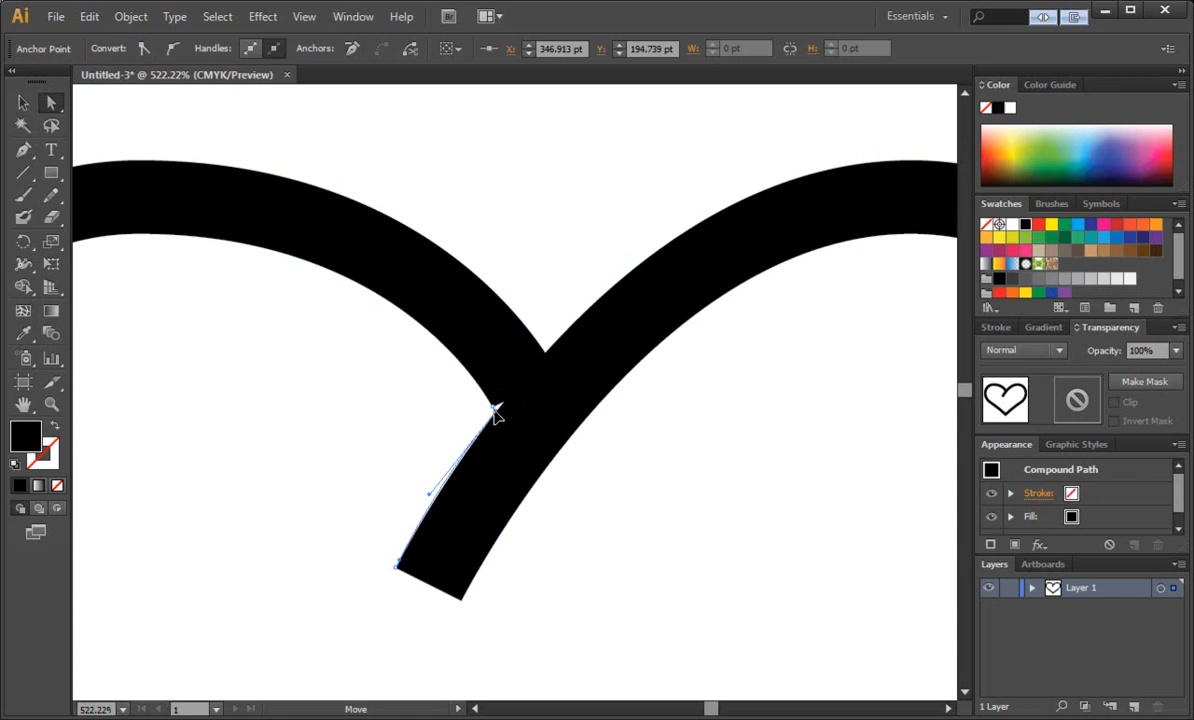 Ai File Edit Object Type Select Effect View Window Help Br Essentials
Anchor Point Convert: Handles: Anchors: X: 346.913 pt Y: 194.739 pt W: 0 pt H: 0 pt
Untitled-3* @ 522.22% (CMYK/Preview) ×
Color Color Guide
Swatches Brushes Symbols
Stroke Gradient Transparency
Normal Opacity: 100%
Make Mask
Clip
Invert Mask
Appearance Graphic Styles
Compound Path
Stroke:
Fill:
fx
Layers Artboards
Layer 1
1 Layer
522.22% 1 Move